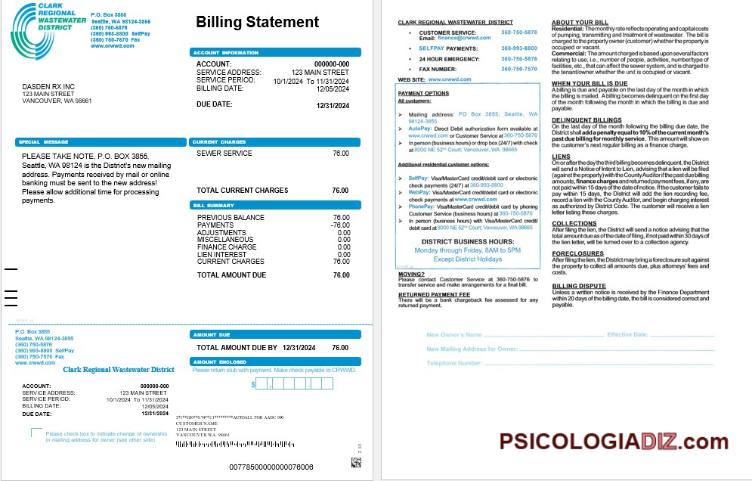 CLARK
REGIONAL
WASTEWATER
DISTRICT
P.O. Box 3855
Seattle, WA 98124-3855
(360) 750-5876
(360) 993-8800 SelfPay
(360) 750-7570 Fax
www.crwwd.com
Billing Statement
ACCOUNT INFORMATION
ACCOUNT: 000000-000
SERVICE ADDRESS: 123 MAIN STREET
SERVICE PERIOD: 10/1/2024 To 11/31/2024
BILLING DATE: 12/05/2024
DUE DATE: 12/31/2024
DASDEN RX INC
123 MAIN STREET
VANCOUVER, WA 98661
SPECIAL MESSAGE
PLEASE TAKE NOTE, P.O. BOX 3855,
Seattle, WA 98124 is the District's new mailing
address. Payments received by mail or online
banking must be sent to the new address!
Please allow additional time for processing
payments.
CURRENT CHARGES
SEWER SERVICE 76.00
TOTAL CURRENT CHARGES 76.00
BILL SUMMARY
PREVIOUS BALANCE 76.00
PAYMENTS -76.00
ADJUSTMENTS 0.00
MISCELLANEOUS 0.00
FINANCE CHARGE 0.00
LIEN INTEREST 0.00
CURRENT CHARGES 76.00
TOTAL AMOUNT DUE 76.00
P.O. Box 3855
Seattle, WA 98124-3855
(360) 750-5876
(360) 993-8800 SelfPay
(360) 750-7570 Fax
www.crwwd.com
Clark Regional Wastewater District
ACCOUNT: 000000-000
SERVICE ADDRESS: 123 MAIN STREET
SERVICE PERIOD: 10/1/2024 To 11/31/2024
BILLING DATE: 12/05/2024
DUE DATE: 12/31/2024
Please check box to indicate change of ownership
or mailing address for owner (see other side)
AMOUNT DUE
TOTAL AMOUNT DUE BY 12/31/2024 76.00
AMOUNT ENCLOSED
Please return stub with payment. Make check payable to CRWWD.
$
CUSTOMER NAME
123 MAIN STREET
VANCOUVER WA 98661
00778500000000076006
CLARK REGIONAL WASTEWATER DISTRICT
• CUSTOMER SERVICE: 360-750-5876
Email: finance@crwwd.com
• SELFPAY PAYMENTS: 360-993-8800
• 24 HOUR EMERGENCY: 360-750-5876
• FAX NUMBER: 360-750-7570
WEB SITE: www.crwwd.com
PAYMENT OPTIONS
All customers:
➢ Mailing address: PO Box 3855, Seattle, WA
98124-3855
➢ AutoPay: Direct Debit authorization form available at
www.crwwd.com or Customer Service at 360-750-5876
➢ In person (business hours) or drop box (24/7) with check
at 8000 NE 52nd Court, Vancouver, WA 98665
Additional residential customer options:
➢ SelfPay: Visa/MasterCard credit/debit card or electronic
check payments (24/7) at 360-993-8800
➢ WebPay: Visa/MasterCard credit/debit card or electronic
check payments at www.crwwd.com
➢ PhonePay: Visa/MasterCard credit/debit card by phoning
Customer Service (business hours) at 360-750-5876
➢ In person (business hours) with Visa/MasterCard credit/
debit card at 8000 NE 52nd Court, Vancouver, WA 98665
DISTRICT BUSINESS HOURS:
Monday through Friday, 8AM to 5PM
Except District Holidays
MOVING?
Please contact Customer Service at 360-750-5876 to
transfer service and make arrangements for a final bill.
RETURNED PAYMENT FEE
There will be a bank chargeback fee assessed for any
returned payment.
ABOUT YOUR BILL
Residential: The monthly rate reflects operating and capital costs
of pumping, transmitting and treatment of wastewater. The bill is
charged to the property owner (customer) whether the property is
occupied or vacant.
Commercial: The amount charged is based upon several factors
relating to use, i.e., number of people, activities, number/type of
facilities, etc., that can affect the sewer system, and is charged to
the tenant/owner whether the unit is occupied or vacant.
WHEN YOUR BILL IS DUE
A billing is due and payable on the last day of the month in which
the billing is mailed. A billing becomes delinquent on the first day
of the month following the month in which the bill is due and
payable.
DELINQUENT BILLINGS
On the last day of the month following the billing due date, the
District shall add a penalty equal to 10% of the current month's
past due billing for monthly service. This amount will show on
the customer's next regular billing as a finance charge.
LIENS
On or after the day the third billing becomes delinquent, the District
will send a Notice of Intent to Lien, advising that a lien will be filed
against the property with the County Auditor if the past due billing
amounts, finance charges and returned payment fees, if any, are
not paid within 15 days of the date of notice. If the customer fails to
pay within 15 days, the District will add the lien recording fee,
record a lien with the County Auditor, and begin charging interest
as authorized by District Code. The customer will receive a lien
letter listing these charges.
COLLECTIONS
After filing the lien, the District will send a notice advising that the
total amount due as of the date of filing, if not paid within 35 days of
the lien letter, will be turned over to a collection agency.
FORECLOSURES
After filing the lien, the District may bring a foreclosure suit against
the property to collect all amounts due, plus attorneys' fees and
costs.
BILLING DISPUTE
Unless a written notice is received by the Finance Department
within 20 days of the billing date, the bill is considered correct and
payable.
New Owner's Name Effective Date:
New Mailing Address for Owner:
Telephone Number:
PSICOLOGIADIZ.com